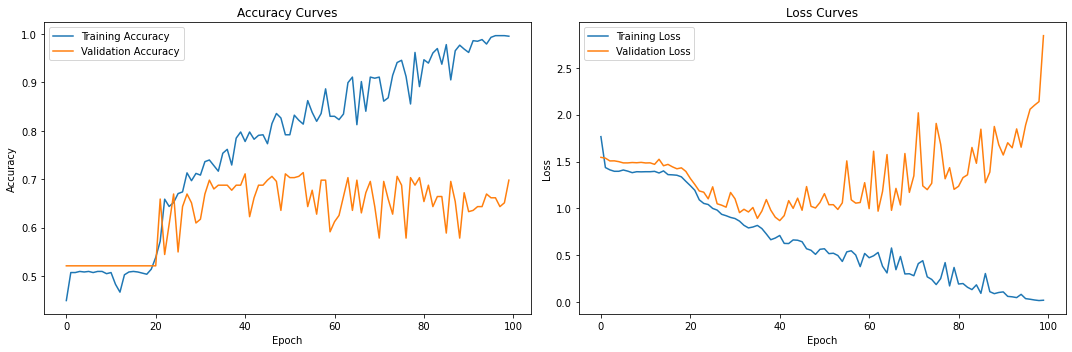 Accuracy Curves
Training Accuracy
Validation Accuracy
Accuracy
1.0
0.9
0.8
0.7
0.6
0.5
0
20
40
60
80
100
Epoch
Loss Curves
Training Loss
Validation Loss
Loss
2.5
2.0
1.5
1.0
0.5
0.0
0
20
40
60
80
100
Epoch